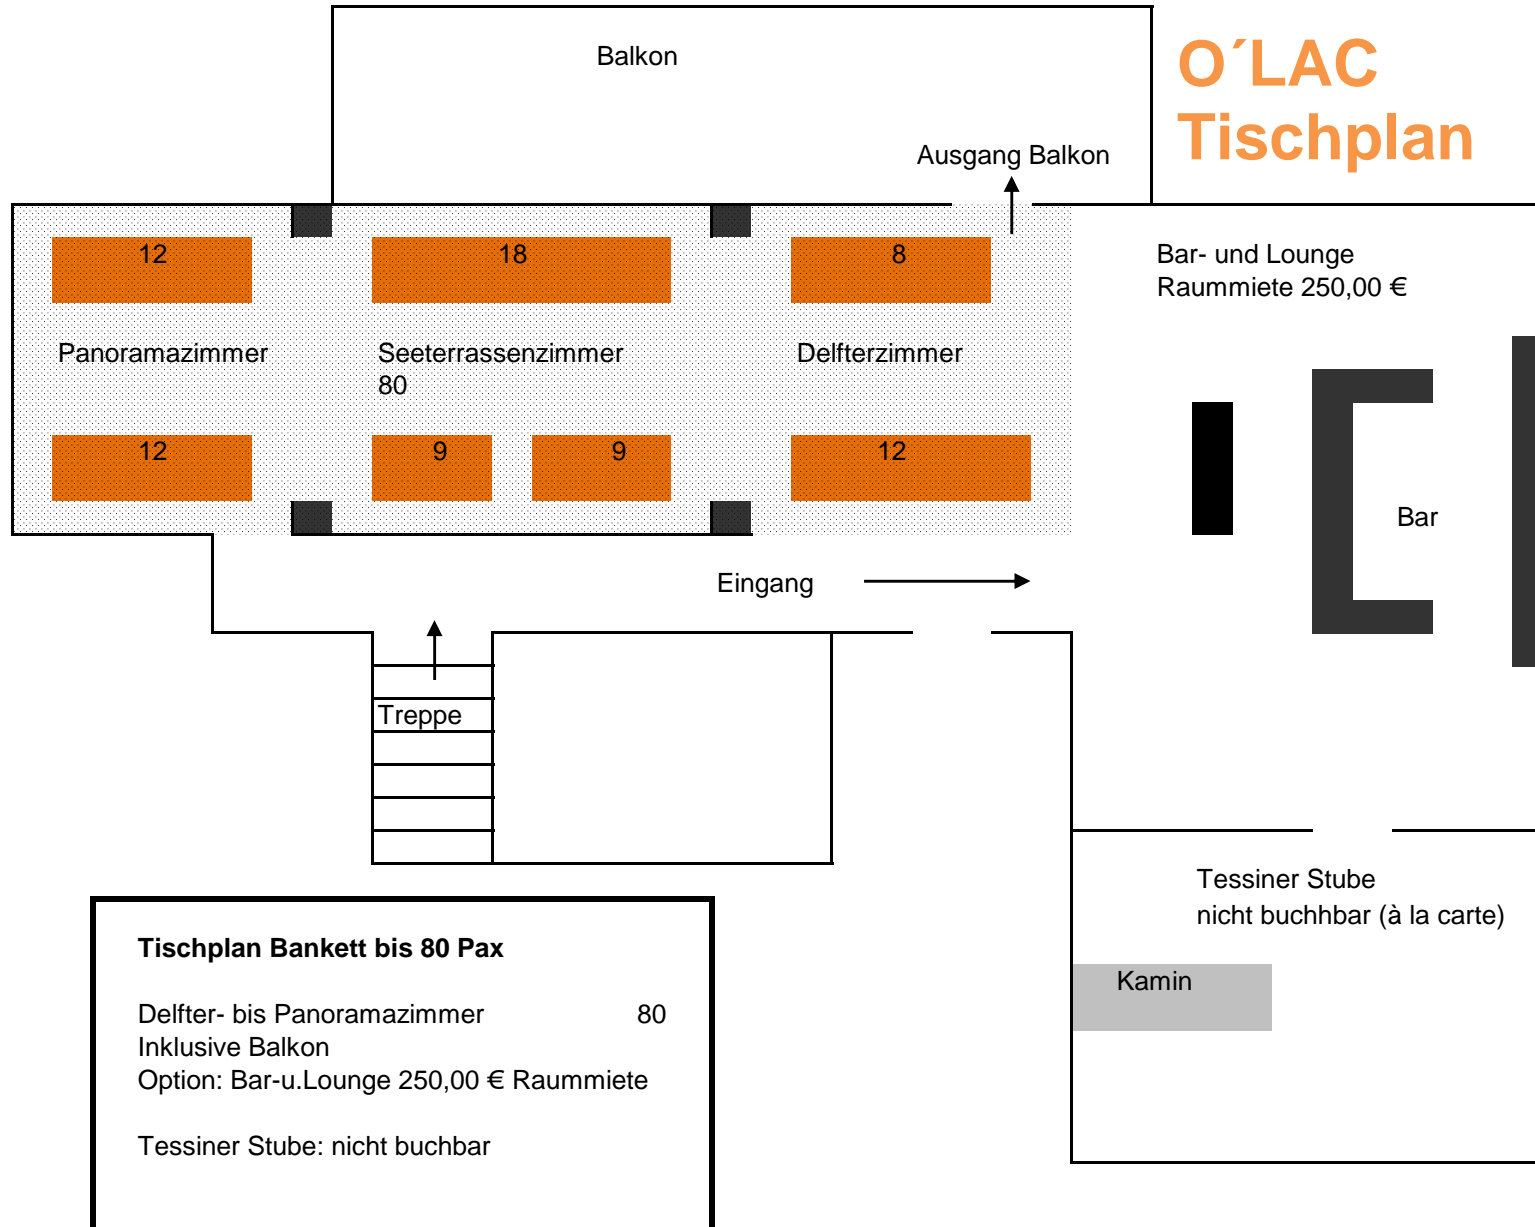 O´LAC
Tischplan
Balkon
Ausgang Balkon
12
18
8
Bar- und Lounge
Raummiete 250,00 €
Panoramazimmer
Seeterrassenzimmer
80
Delfterzimmer
12
9
9
12
Bar
Eingang
Treppe
Tessiner Stube
nicht buchhbar (à la carte)
Kamin
Tischplan Bankett bis 80 Pax
Delfter- bis Panoramazimmer 80
Inklusive Balkon
Option: Bar-u.Lounge 250,00 € Raummiete
Tessiner Stube: nicht buchbar